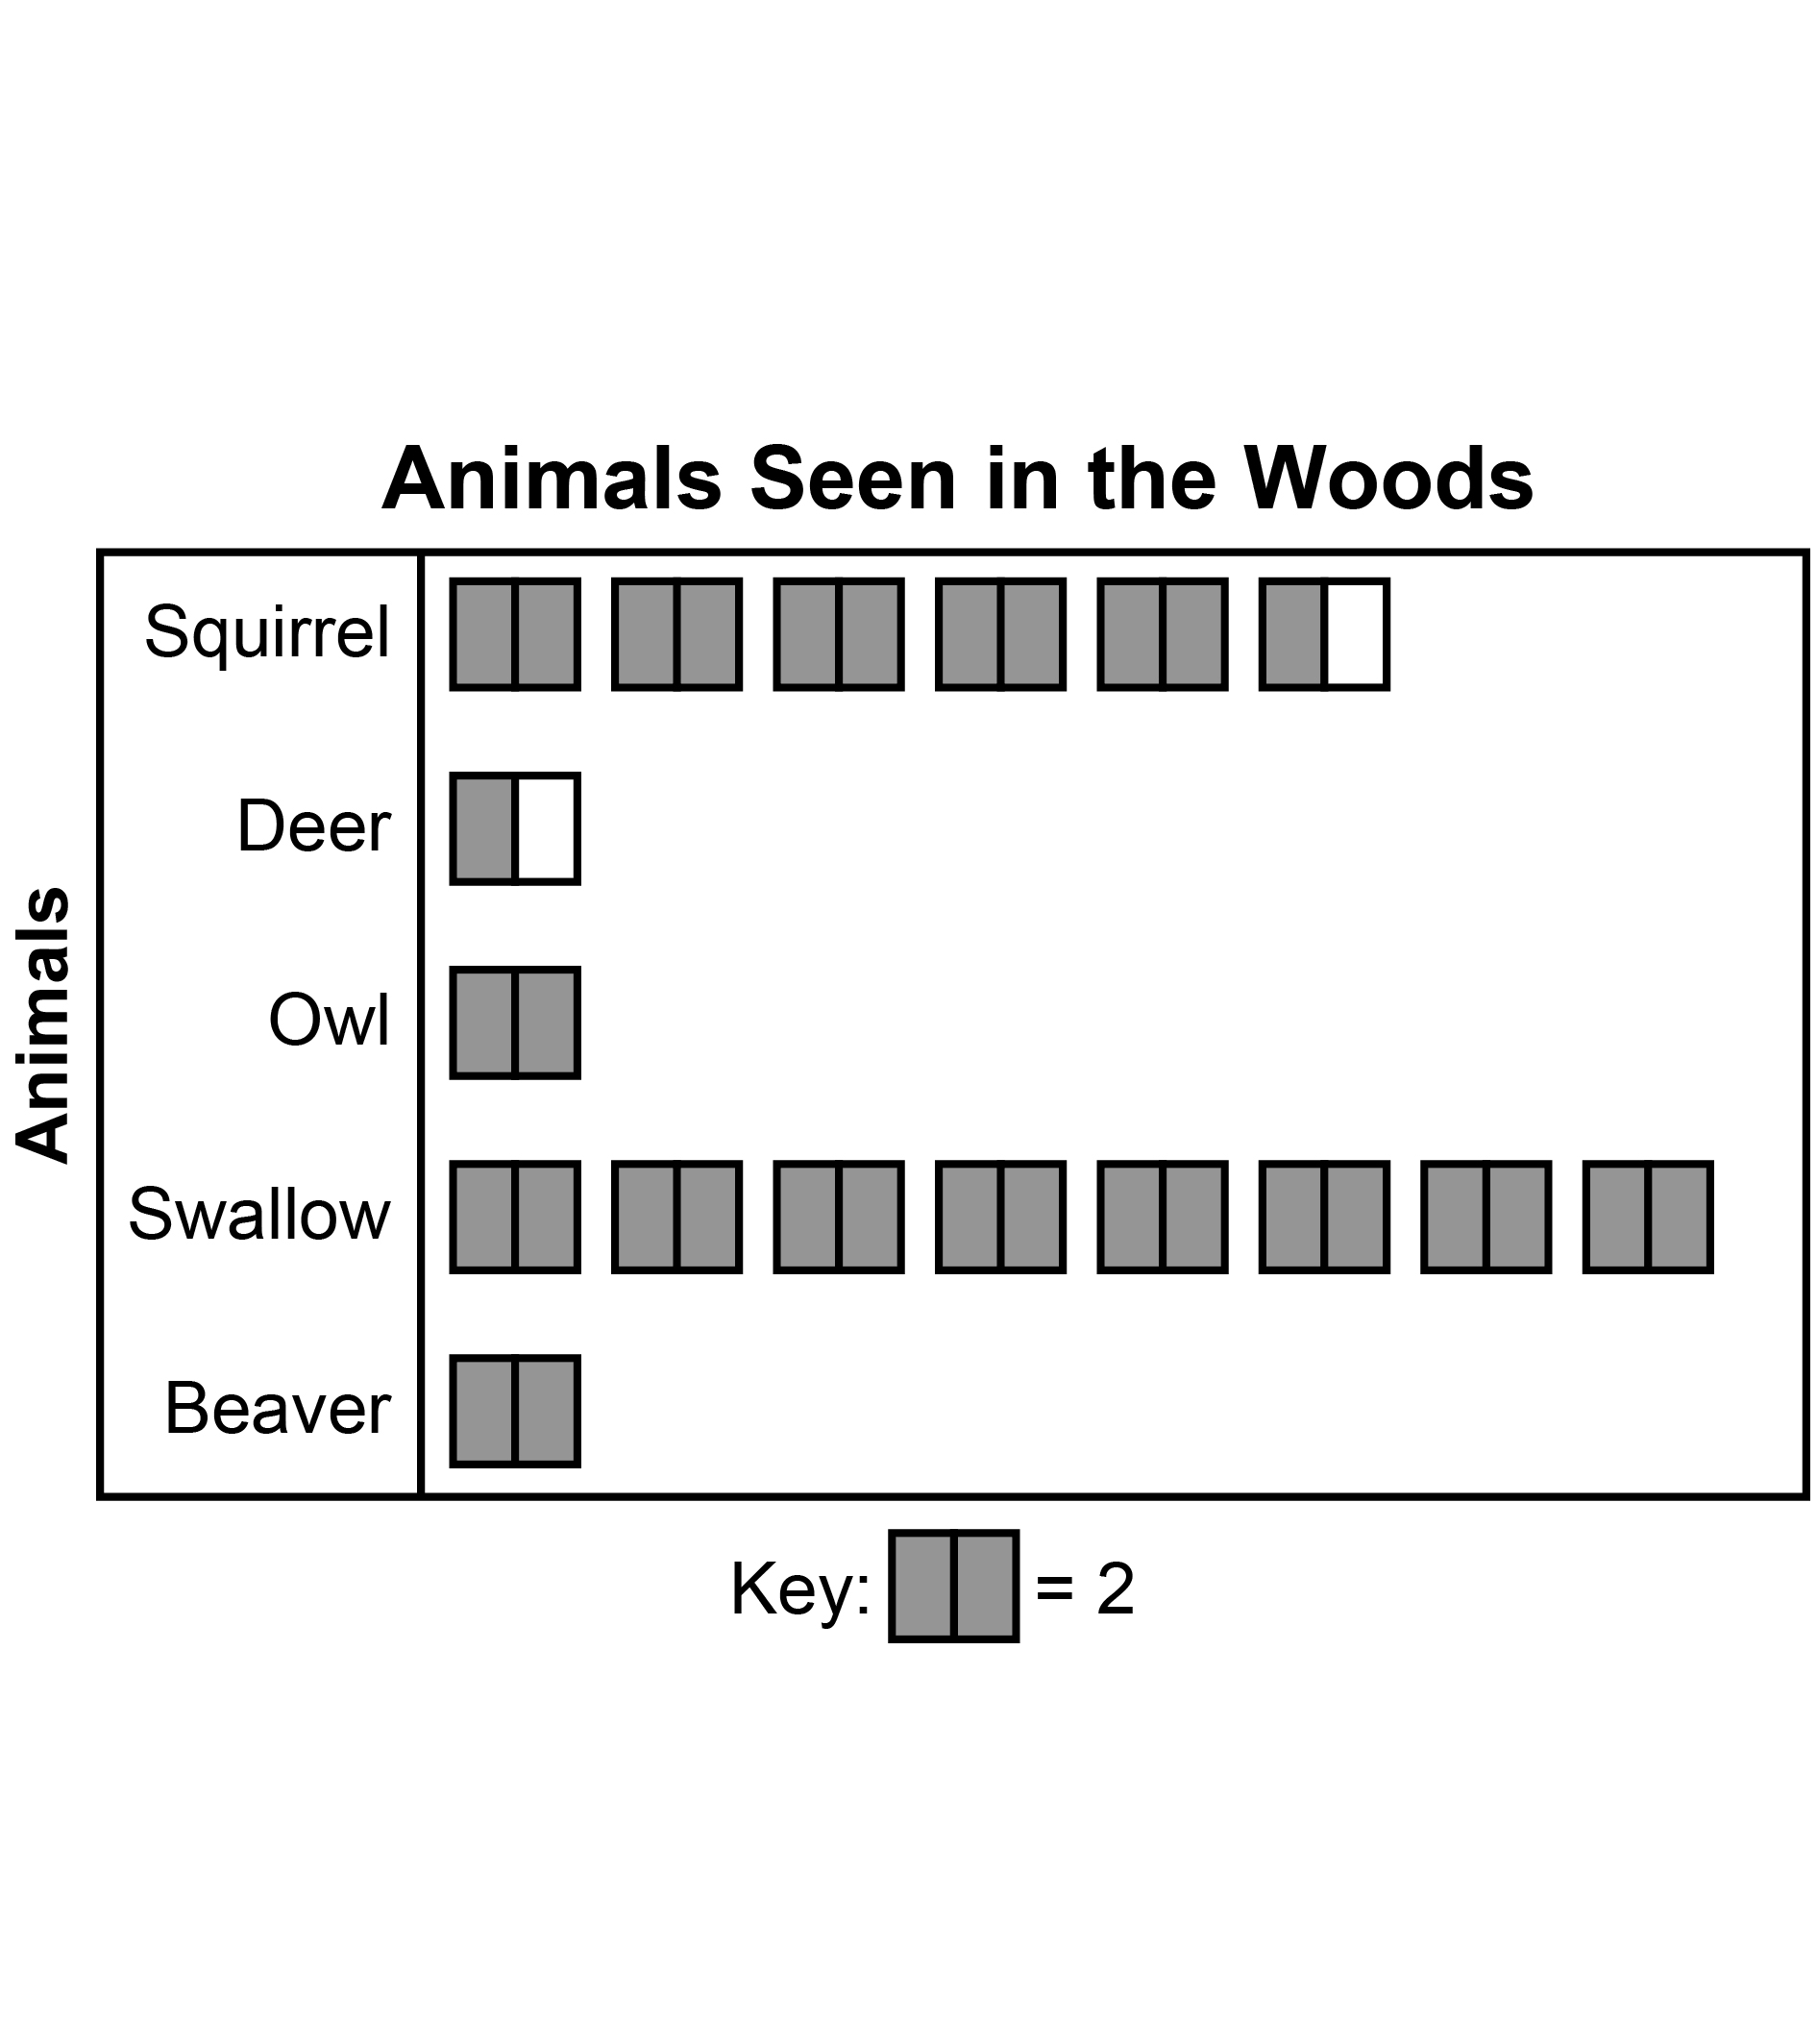 Animals Seen in the Woods
Animals
Squirrel
Deer
Owl
Swallow
Beaver
Key: = 2